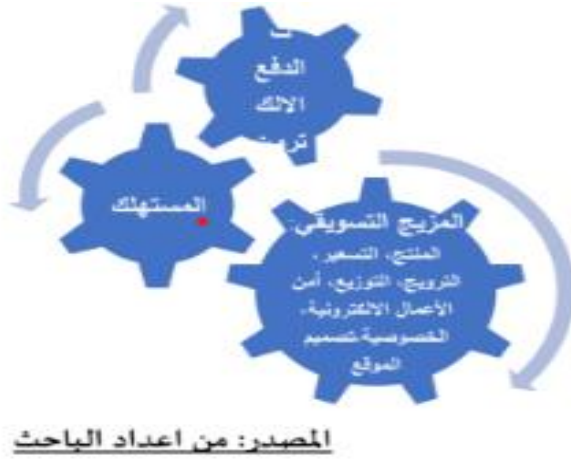 الدفع
الالك
المستهلك
المزيج التسويقي:
المنتج، التسعير،
الترويج، التوزيع، أمن
الأعمال الالكترونية،
الخصوصية،تصميم
الموقع
المصدر: من اعداد الباحث